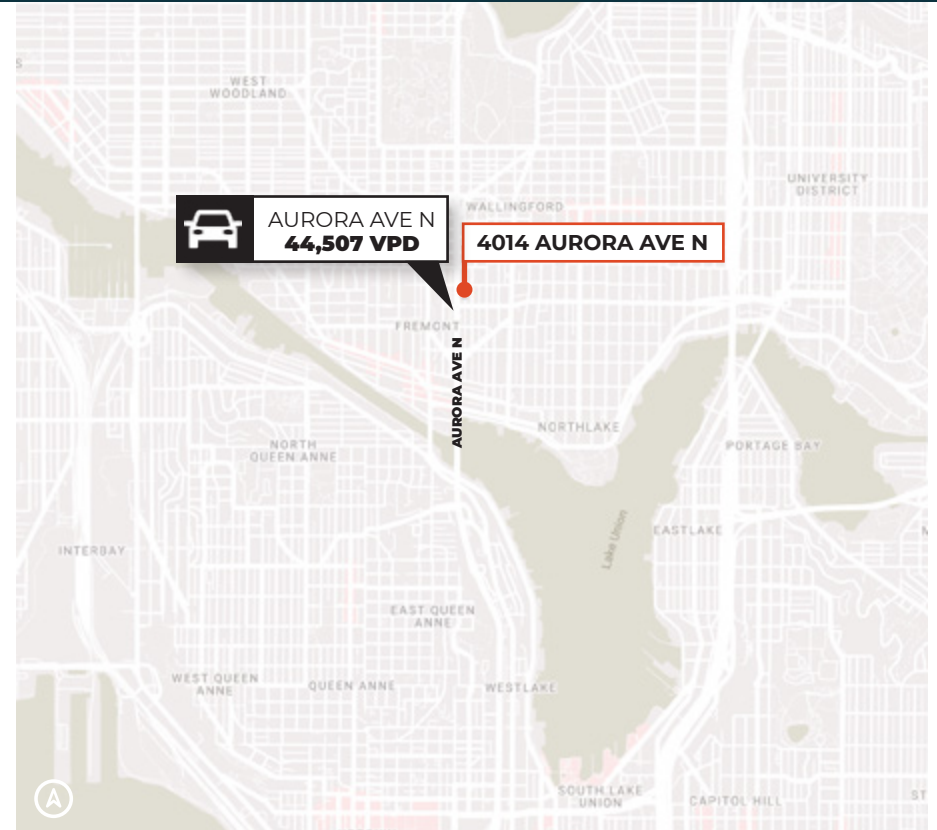 S
WEST
WOODLAND
UNIVERSITY
DISTRICT
WALLINGFORD
AURORA AVE N
44,507 VPD
4014 AURORA AVE N
FREMONT
AURORA AVE N
NORTHLAKE
NORTH
QUEEN ANNE
PORTAGE BAY
Lake Union
EASTLAKE
INTERBAY
EAST QUEEN
ANNE
WEST QUEEN
ANNE
QUEEN ANNE
WESTLAKE
SOUTH LAKE
UNION
CAPITOL HILL
ST
A